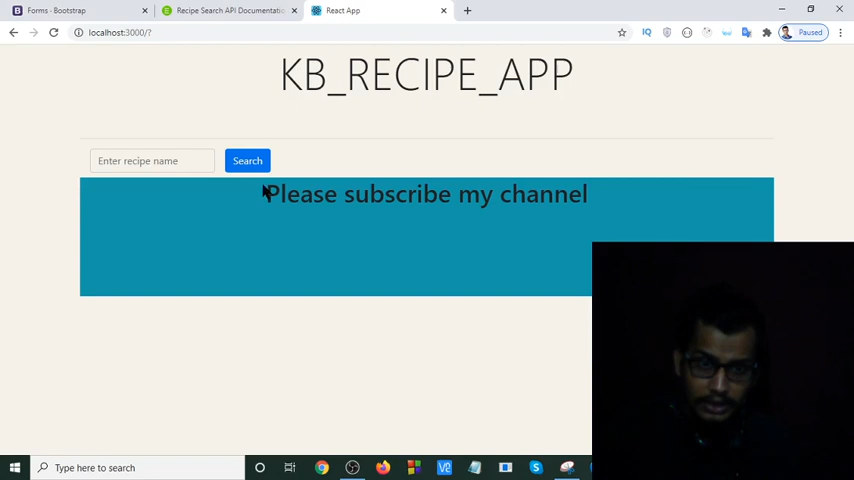 Forms - Bootstrap
Recipe Search API Documentatio
React App
localhost:3000/?
Paused
KB_RECIPE_APP
Enter recipe name
Search
Please subscribe my channel
Type here to search